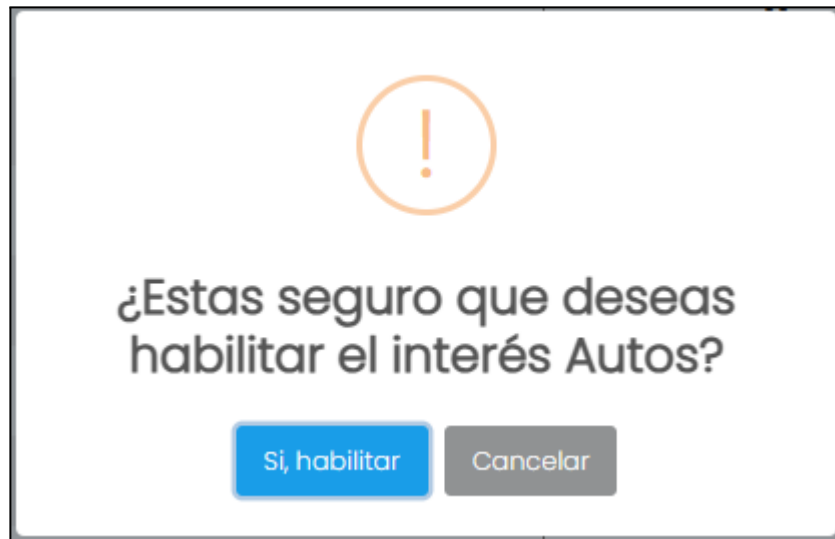 ¿Estas seguro que deseas
habilitar el interés Autos?
Si, habilitar
Cancelar